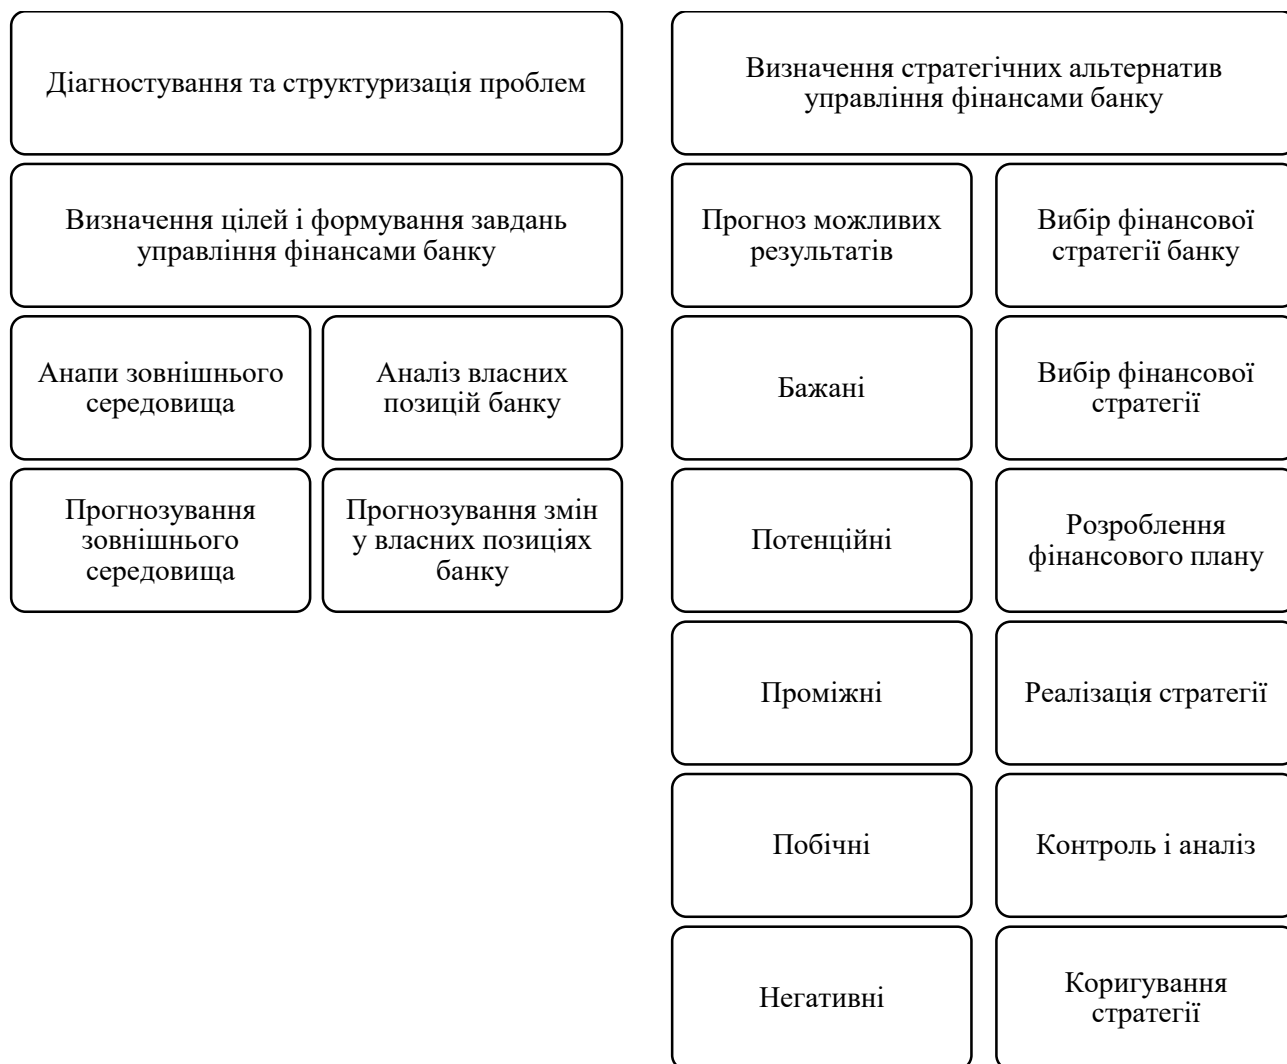 Діагностування та структуризація проблем
Визначення цілей і формування завдань
управління фінансами банку
Анапи зовнішнього
середовища
Аналіз власних
позицій банку
Прогнозування
зовнішнього
середовища
Прогнозування змін
у власних позиціях
банку
Визначення стратегічних альтернатив
управління фінансами банку
Прогноз можливих
результатів
Бажані
Потенційні
Проміжні
Побічні
Негативні
Вибір фінансової
стратегії банку
Вибір фінансової
стратегії
Розроблення
фінансового плану
Реалізація стратегії
Контроль і аналіз
Коригування
стратегії